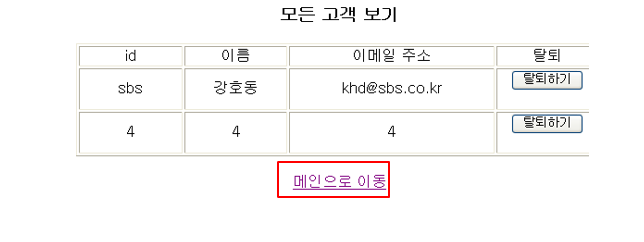 모든 고객 보기
id 이름 이메일 주소 탈퇴
sbs 강호동 khd@sbs.co.kr 탈퇴하기
4 4 4 탈퇴하기
메인으로 이동